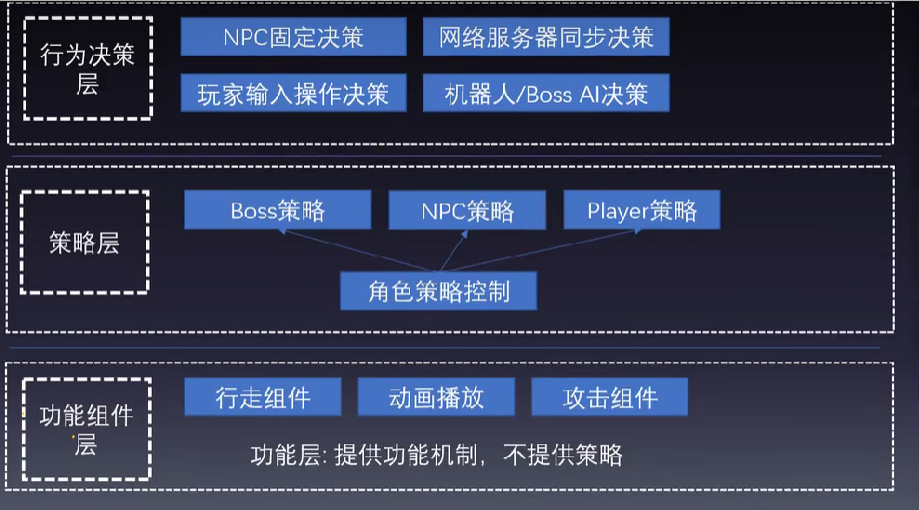 行为决策
层
NPC固定决策
网络服务器同步决策
玩家输入操作决策
机器人/Boss AI决策
策略层
Boss策略
NPC策略
Player策略
角色策略控制
功能组件
层
行走组件
动画播放
攻击组件
功能层: 提供功能机制，不提供策略